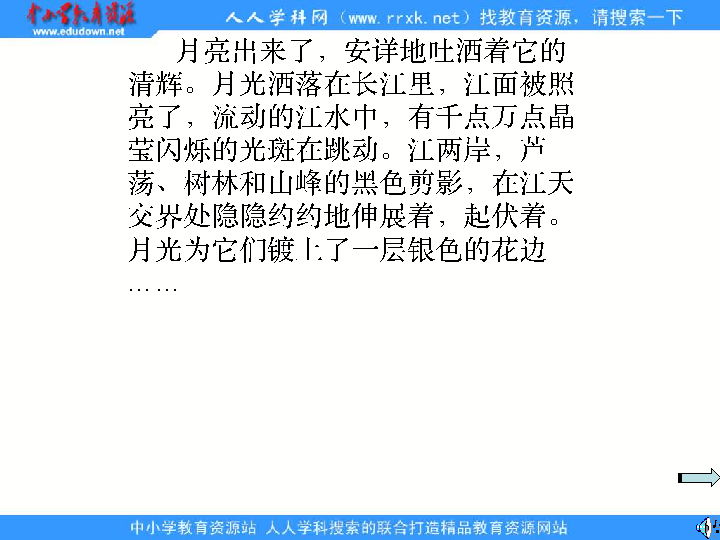 中小学教育资源
www.edudown.net
人人学科网（www.rrxk.net）找教育资源，请搜索一下
月亮出来了，安详地吐洒着它的
清辉。月光洒落在长江里，江面被照
亮了，流动的江水中，有千点万点晶
莹闪烁的光斑在跳动。江两岸，芦
荡、树林和山峰的黑色剪影，在江天
交界处隐隐约约地伸展着，起伏着。
月光为它们镀上了一层银色的花边
……
中小学教育资源站 人人学科搜索的联合打造精品教育资源网站